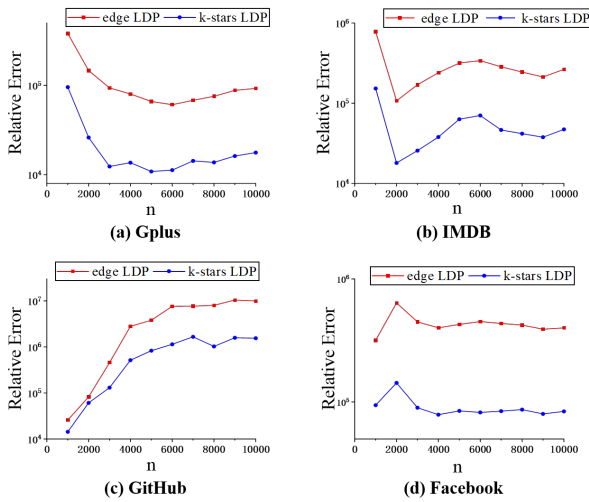 edge LDP k-stars LDP
Relative Error
10^5
10^4
0 2000 4000 6000 8000 10000
n
(a) Gplus
edge LDP k-stars LDP
Relative Error
10^6
10^5
10^4
0 2000 4000 6000 8000 10000
n
(b) IMDB
edge LDP k-stars LDP
Relative Error
10^7
10^6
10^5
10^4
0 2000 4000 6000 8000 10000
n
(c) GitHub
edge LDP k-stars LDP
Relative Error
10^6
10^5
0 2000 4000 6000 8000 10000
n
(d) Facebook